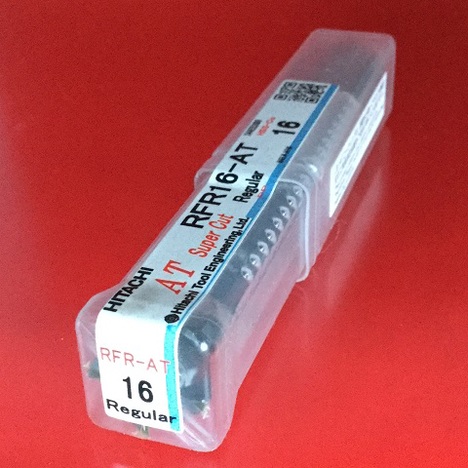 HITACHI
RFR16-AT
AT Super Cut Regular 16
Hitachi Tool Engineering, Ltd.
RFR-AT
16
Regular